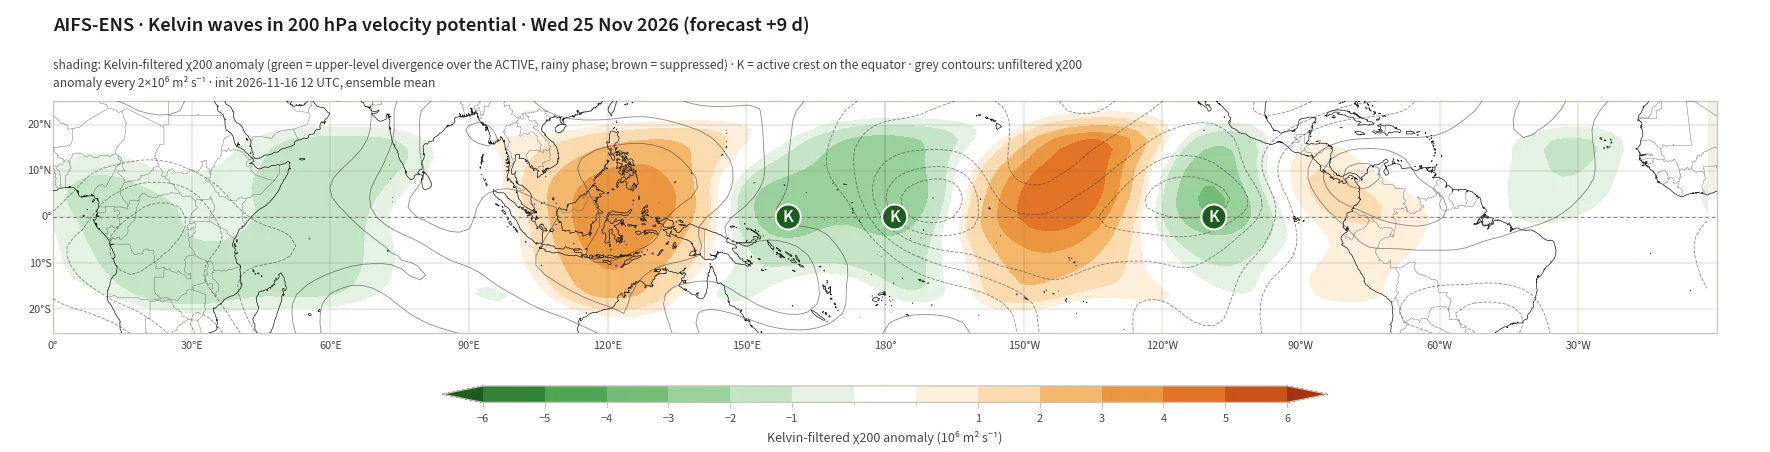 AIFS-ENS · Kelvin waves in 200 hPa velocity potential · Wed 25 Nov 2026 (forecast +9 d)
shading: Kelvin-filtered χ200 anomaly (green = upper-level divergence over the ACTIVE, rainy phase; brown = suppressed) · K = active crest on the equator · grey contours: unfiltered χ200
anomaly every 2×10⁶ m² s⁻¹ · init 2026-11-16 12 UTC, ensemble mean
20°N
10°N
0°
10°S
20°S
K K K
0° 30°E 60°E 90°E 120°E 150°E 180° 150°W 120°W 90°W 60°W 30°W
−6 −5 −4 −3 −2 −1 1 2 3 4 5 6
Kelvin-filtered χ200 anomaly (10⁶ m² s⁻¹)